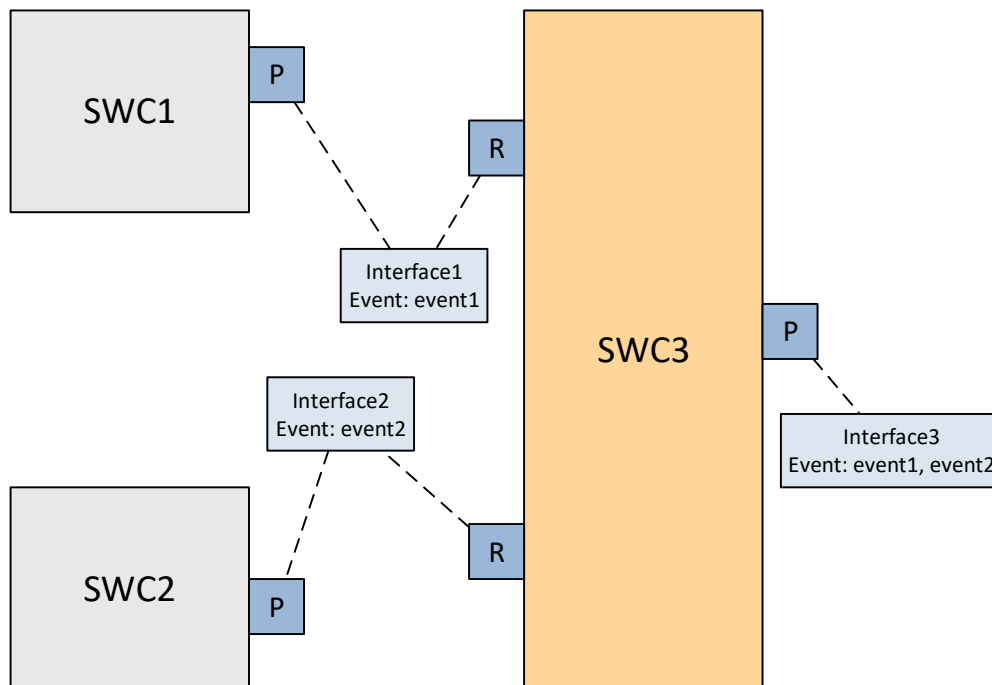 SWC1
P
R
Interface1
Event: event1
SWC3
P
Interface2
Event: event2
Interface3
Event: event1, event2
R
SWC2
P